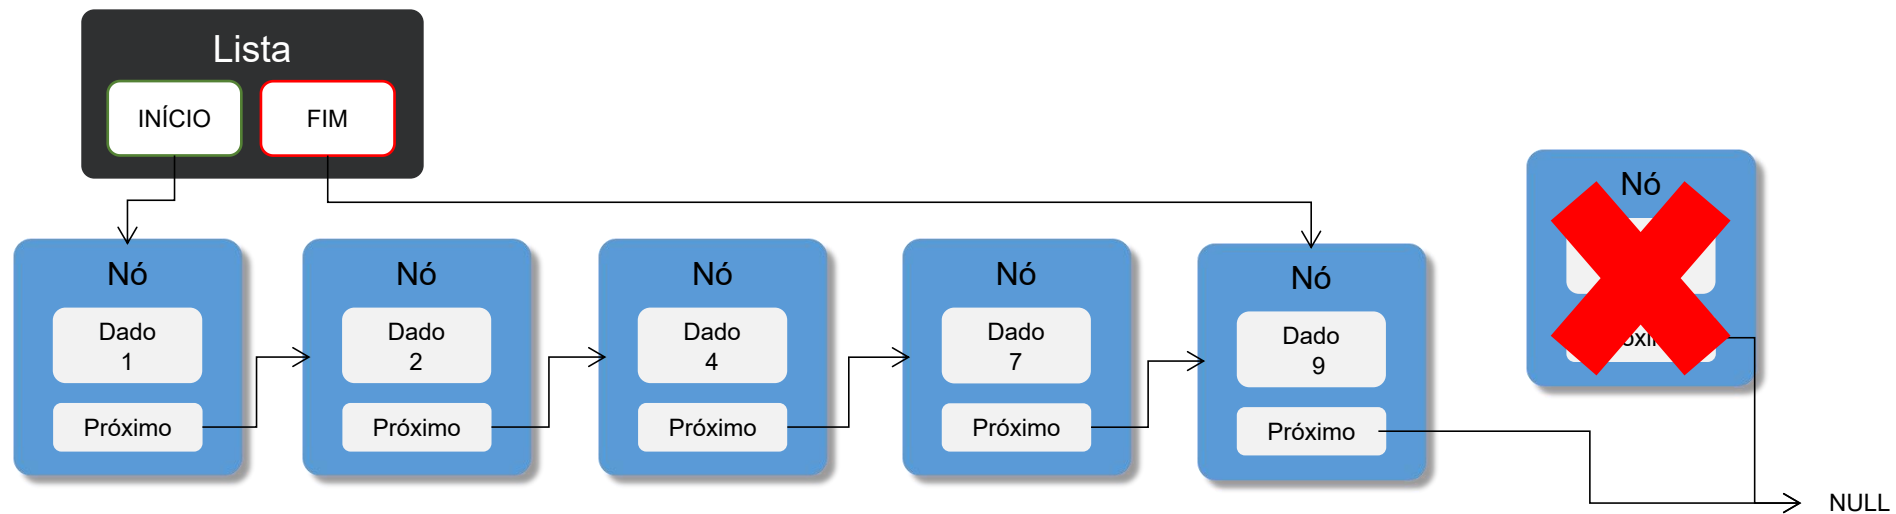 Lista
INÍCIO
FIM
Nó
Dado
1
Próximo
Nó
Dado
2
Próximo
Nó
Dado
4
Próximo
Nó
Dado
7
Próximo
Nó
Dado
9
Próximo
Nó
NULL